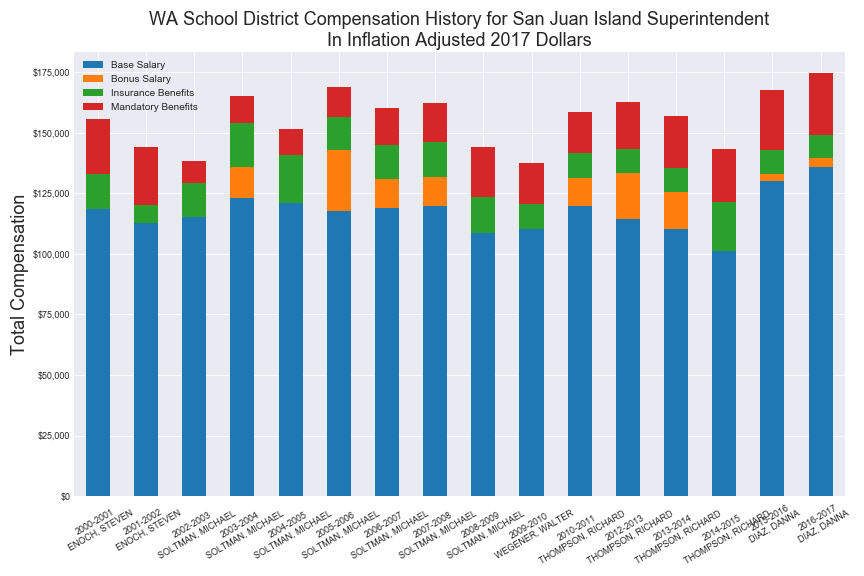 WA School District Compensation History for San Juan Island Superintendent
In Inflation Adjusted 2017 Dollars
Base Salary
Bonus Salary
Insurance Benefits
Mandatory Benefits
Total Compensation
$175,000
$150,000
$125,000
$100,000
$75,000
$50,000
$25,000
$0
2000-2001
ENOCH, STEVEN
2001-2002
ENOCH, STEVEN
2002-2003
SOLTMAN, MICHAEL
2003-2004
SOLTMAN, MICHAEL
2004-2005
SOLTMAN, MICHAEL
2005-2006
SOLTMAN, MICHAEL
2006-2007
SOLTMAN, MICHAEL
2007-2008
SOLTMAN, MICHAEL
2008-2009
SOLTMAN, MICHAEL
2009-2010
WEGENER, WALTER
2010-2011
THOMPSON, RICHARD
2012-2013
THOMPSON, RICHARD
2013-2014
THOMPSON, RICHARD
2014-2015
THOMPSON, RICHARD
2015-2016
DIAZ, DANNA
2016-2017
DIAZ, DANNA